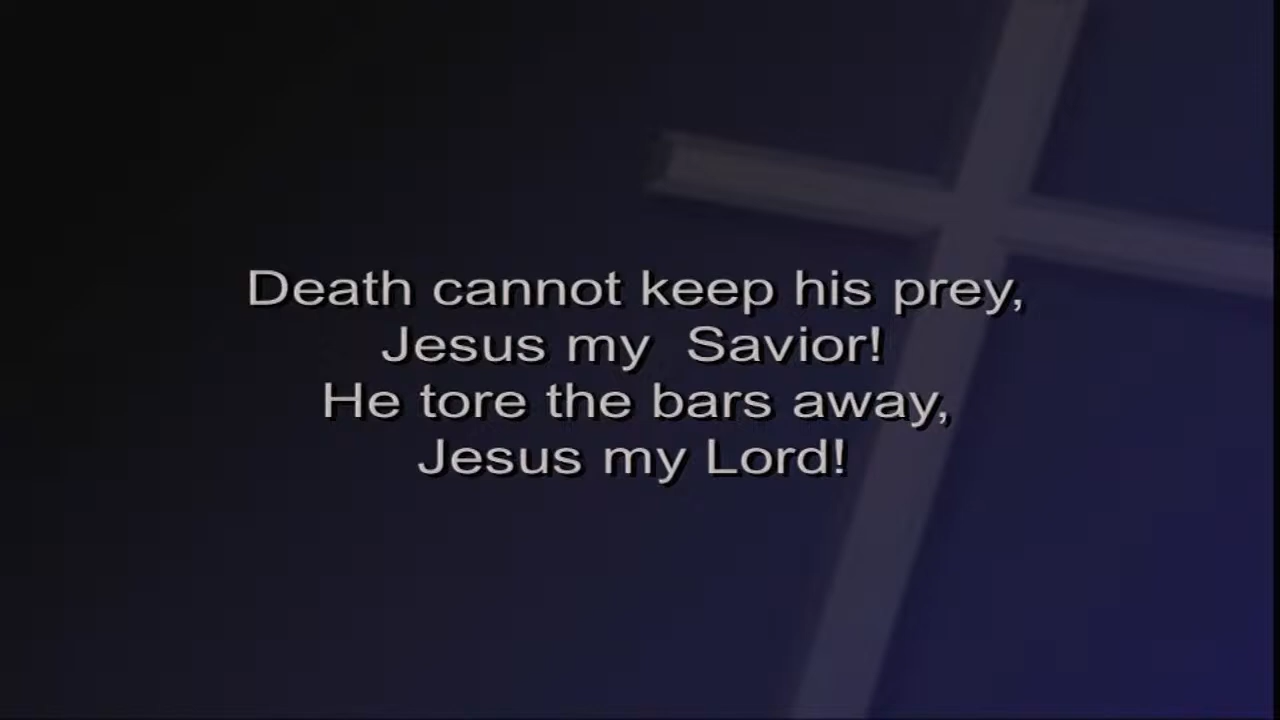 Death cannot keep his prey,
Jesus my  Savior!
He tore the bars away,
Jesus my Lord!